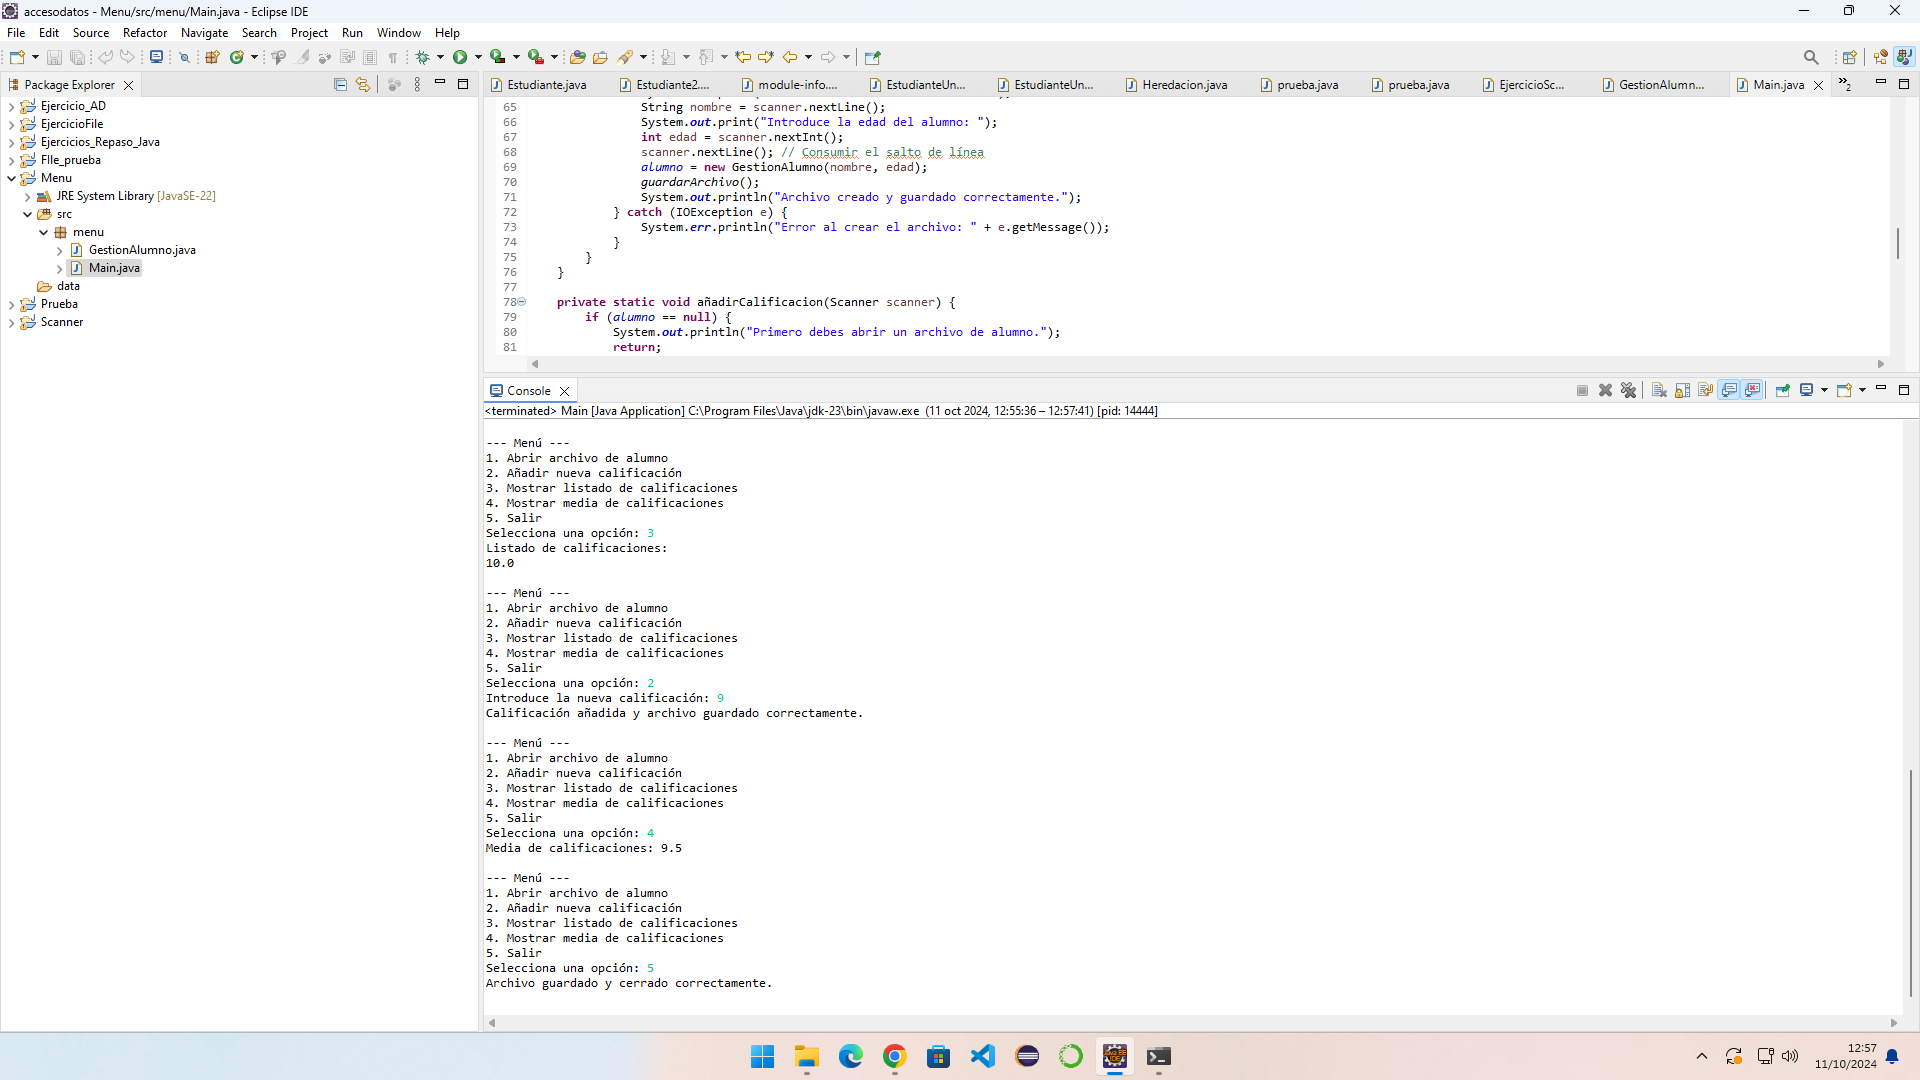 accesodatos - Menu/src/menu/Main.java - Eclipse IDE
File Edit Source Refactor Navigate Search Project Run Window Help
Package Explorer
Ejercicio_AD
EjercicioFile
Ejercicios_Repaso_Java
FIle_prueba
Menu
JRE System Library [JavaSE-22]
src
menu
GestionAlumno.java
Main.java
data
Prueba
Scanner
Estudiante.java Estudiante2.... module-info.... EstudianteUn... EstudianteUn... Heredacion.java prueba.java prueba.java EjercicioSc... GestionAlumn... Main.java 2
65 String nombre = scanner.nextLine();
66 System.out.print("Introduce la edad del alumno: ");
67 int edad = scanner.nextInt();
68 scanner.nextLine(); // Consumir el salto de línea
69 alumno = new GestionAlumno(nombre, edad);
70 guardarArchivo();
71 System.out.println("Archivo creado y guardado correctamente.");
72 } catch (IOException e) {
73 System.err.println("Error al crear el archivo: " + e.getMessage());
74 }
75 }
76 }
77
78 private static void añadirCalificacion(Scanner scanner) {
79 if (alumno == null) {
80 System.out.println("Primero debes abrir un archivo de alumno.");
81 return;
Console
<terminated> Main [Java Application] C:\Program Files\Java\jdk-23\bin\javaw.exe (11 oct 2024, 12:55:36 – 12:57:41) [pid: 14444]
--- Menú ---
1. Abrir archivo de alumno
2. Añadir nueva calificación
3. Mostrar listado de calificaciones
4. Mostrar media de calificaciones
5. Salir
Selecciona una opción: 3
Listado de calificaciones:
10.0
--- Menú ---
1. Abrir archivo de alumno
2. Añadir nueva calificación
3. Mostrar listado de calificaciones
4. Mostrar media de calificaciones
5. Salir
Selecciona una opción: 2
Introduce la nueva calificación: 9
Calificación añadida y archivo guardado correctamente.
--- Menú ---
1. Abrir archivo de alumno
2. Añadir nueva calificación
3. Mostrar listado de calificaciones
4. Mostrar media de calificaciones
5. Salir
Selecciona una opción: 4
Media de calificaciones: 9.5
--- Menú ---
1. Abrir archivo de alumno
2. Añadir nueva calificación
3. Mostrar listado de calificaciones
4. Mostrar media de calificaciones
5. Salir
Selecciona una opción: 5
Archivo guardado y cerrado correctamente.
12:57
11/10/2024